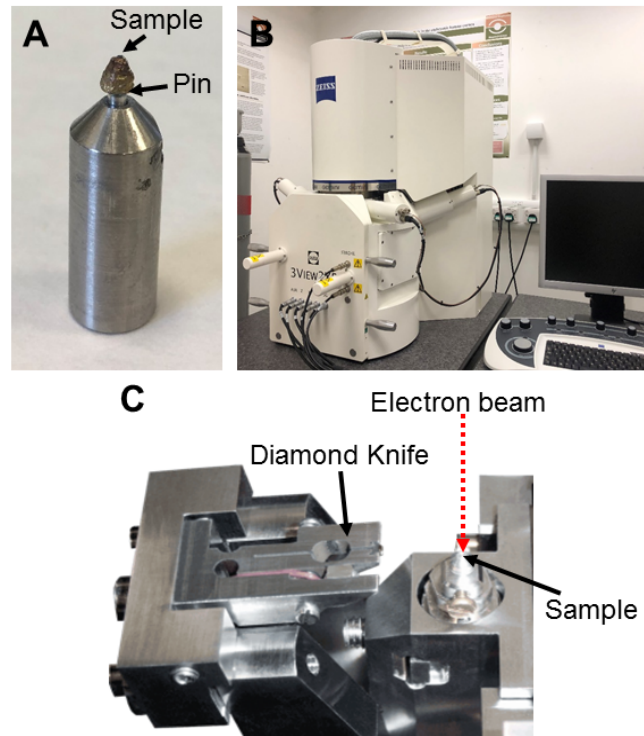 A
Sample
Pin
B
ZEISS
3VIEW
C
Electron beam
Diamond Knife
Sample